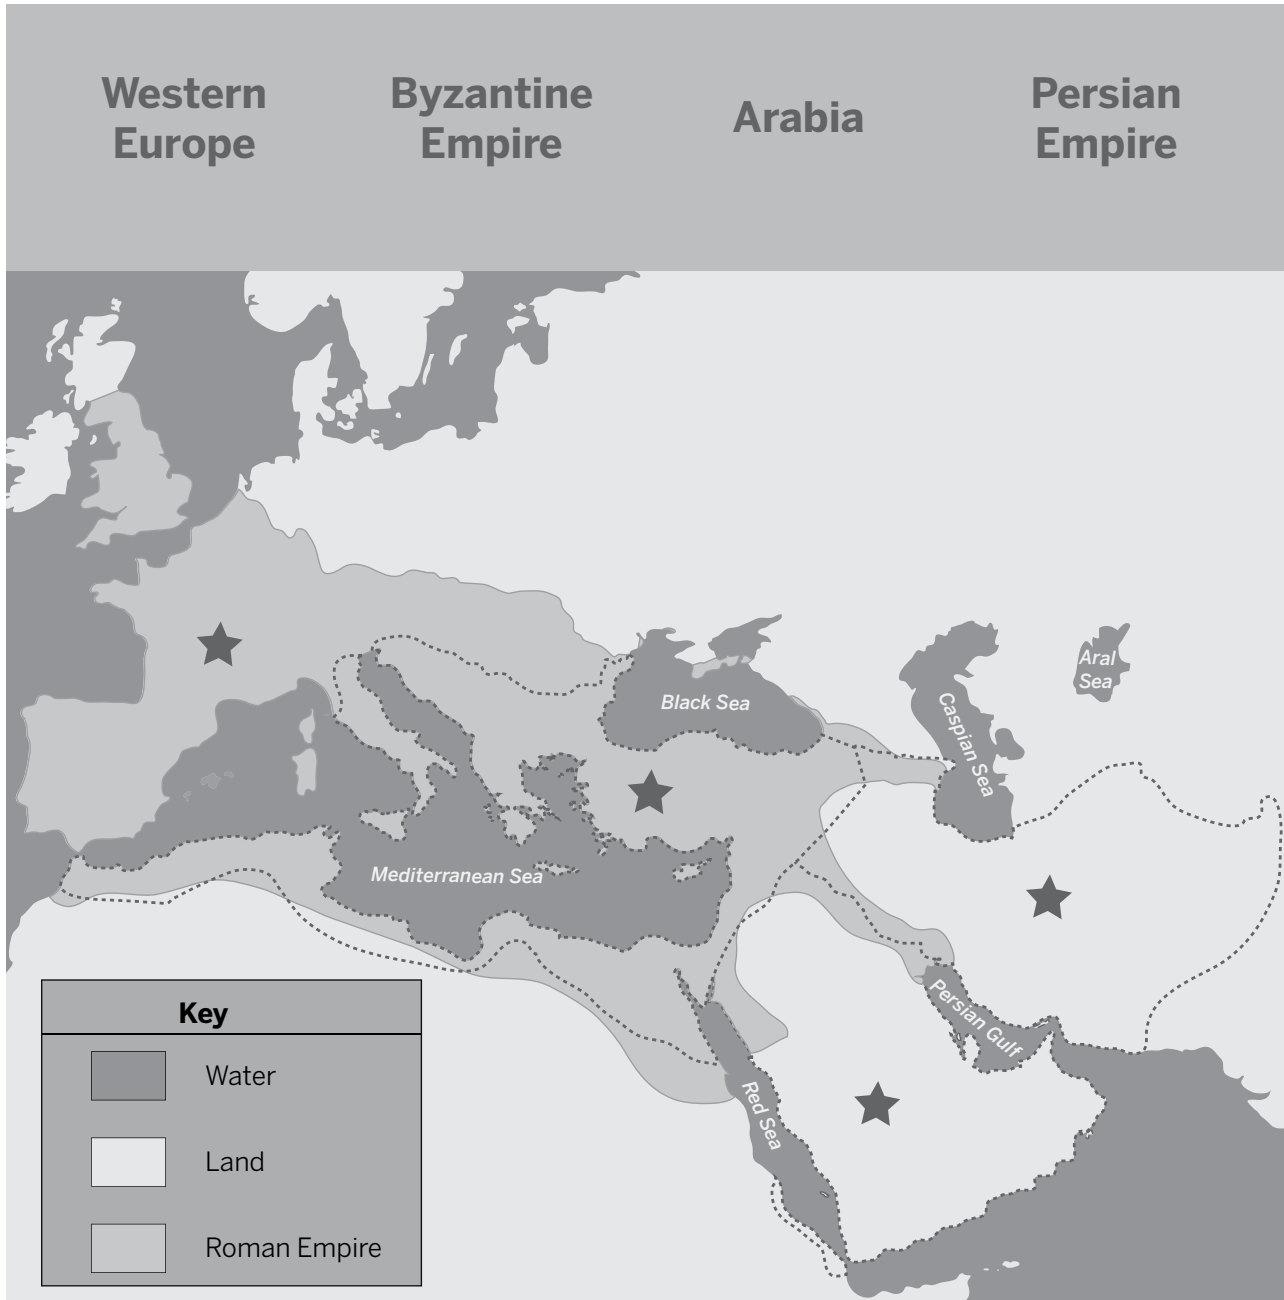 Western
Europe
Byzantine
Empire
Arabia
Persian
Empire
Aral
Sea
Black Sea
Caspian Sea
Mediterranean Sea
Persian Gulf
Red Sea
Key
Water
Land
Roman Empire